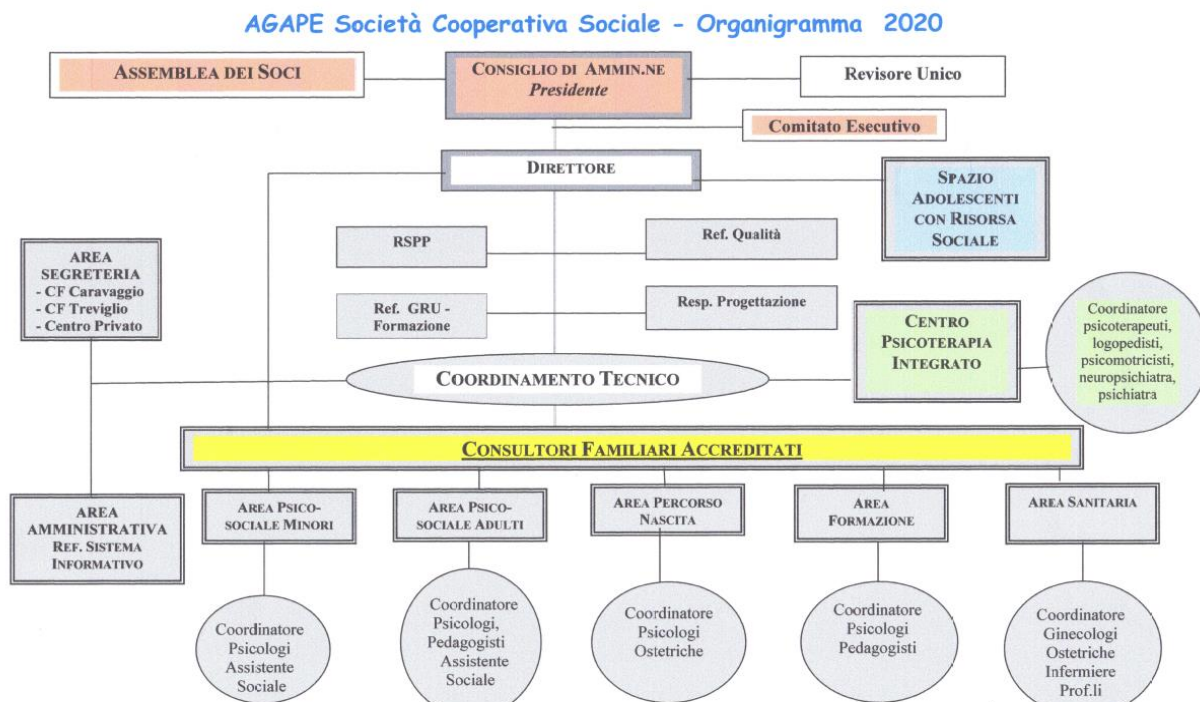 AGAPE Società Cooperativa Sociale - Organigramma 2020
ASSEMBLEA DEI SOCI
CONSIGLIO DI AMMIN.NE
Presidente
Revisore Unico
Comitato Esecutivo
DIRETTORE
SPAZIO
ADOLESCENTI
CON RISORSA
SOCIALE
RSPP
Ref. Qualità
AREA
SEGRETERIA
- CF Caravaggio
- CF Treviglio
- Centro Privato
Ref. GRU -
Formazione
Resp. Progettazione
CENTRO
PSICOTERAPIA
INTEGRATO
Coordinatore
psicoterapeuti,
logopedisti,
psicomotricisti,
neuropsichiatra,
psichiatra
COORDINAMENTO TECNICO
CONSULTORI FAMILIARI ACCREDITATI
AREA
AMMINISTRATIVA
REF. SISTEMA
INFORMATIVO
AREA PSICO-
SOCIALE MINORI
AREA PSICO-
SOCIALE ADULTI
AREA PERCORSO
NASCITA
AREA
FORMAZIONE
AREA SANITARIA
Coordinatore
Psicologi
Assistente
Sociale
Coordinatore
Psicologi,
Pedagogisti
Assistente
Sociale
Coordinatore
Psicologi
Ostetriche
Coordinatore
Psicologi
Pedagogisti
Coordinatore
Ginecologi
Ostetriche
Infermiere
Prof.li